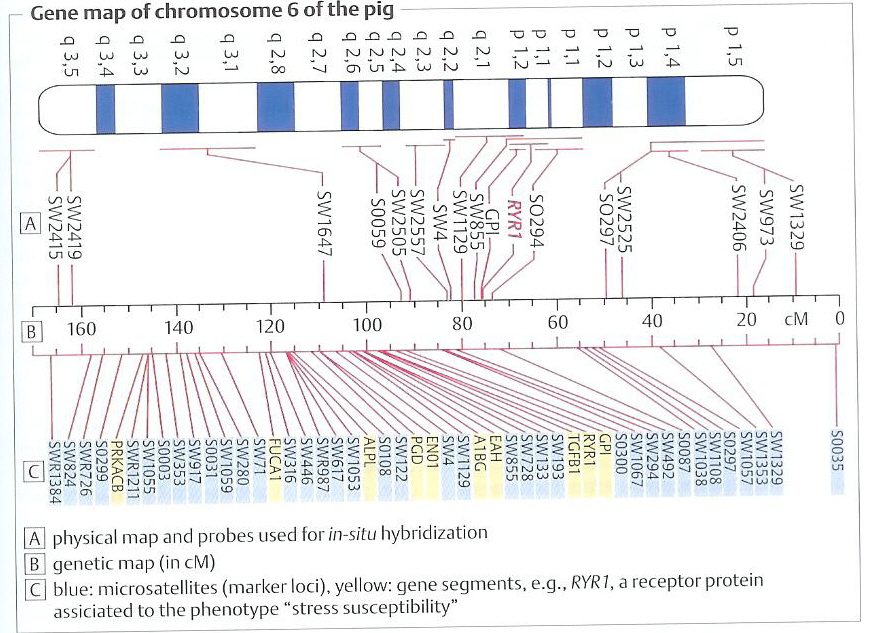 Gene map of chromosome 6 of the pig
q 3,5
q 3,4
q 3,3
q 3,2
q 3,1
q 2,8
q 2,7
q 2,6
q 2,5
q 2,4
q 2,3
q 2,2
q 2,1
p 1,2
p 1,1
p 1,1
p 1,2
p 1,3
p 1,4
p 1,5
A
SW2415
SW2419
SW1647
S0059
SW2505
SW2557
SW4
SW1129
SW855
GPI
RYR1
SO294
SO297
SW2525
SW2406
SW973
SW1329
B
160
140
120
100
80
60
40
20
cM
0
C
SWR1384
SW824
SWR726
S0299
PRKACB
SWR1211
SW1055
S0003
SW353
SW917
S0031
SW1059
SW280
SW71
FUCA1
SW316
SW446
SWR087
SW617
SW1053
ALPL
S0108
SW122
PGD
EN01
SW4
SW1129
A1BG
EAH
SW855
SW728
SW133
SW193
TGFB1
RYR1
GPI
S0300
SW1067
SW294
SW492
S0087
SW1038
SW1108
S0297
SW1057
SW1353
SW1329
S0035
A physical map and probes used for in-situ hybridization
B genetic map (in cM)
C blue: microsatellites (marker loci), yellow: gene segments, e.g., RYR1, a receptor protein
assiciated to the phenotype “stress susceptibility”